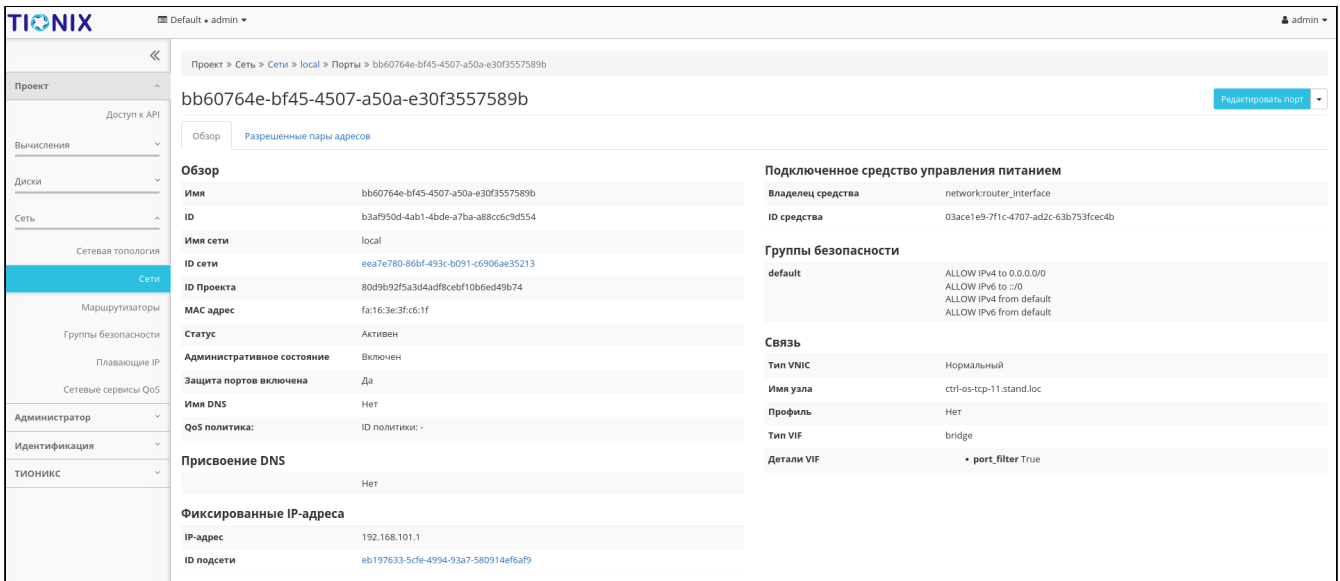 TIONIX
Default • admin
admin
«
Проект » Сеть » Сети » local » Порты » bb60764e-bf45-4507-a50a-e30f3557589b
Проект
Доступ к API
Вычисления
Диски
Сеть
Сетевая топология
Сети
Маршрутизаторы
Группы безопасности
Плавающие IP
Сетевые сервисы QoS
Администратор
Идентификация
ТИОНИКС
bb60764e-bf45-4507-a50a-e30f3557589b
Редактировать порт
Обзор
Разрешенные пары адресов
Обзор
Имя bb60764e-bf45-4507-a50a-e30f3557589b
ID b3af950d-4ab1-4bde-a7ba-a88cc6c9d554
Имя сети local
ID сети eea7e780-86bf-493c-b091-c6906ae35213
ID Проекта 80d9b92f5a3d4adf8cebf10b6ed49b74
MAC адрес fa:16:3e:3f:c6:1f
Статус Активен
Административное состояние Включен
Защита портов включена Да
Имя DNS Нет
QoS политика: ID политики: -
Присвоение DNS
Нет
Фиксированные IP-адреса
IP-адрес 192.168.101.1
ID подсети eb197633-5cfe-4994-93a7-580914ef6af9
Подключенное средство управления питанием
Владелец средства network:router_interface
ID средства 03ace1e9-7f1c-4707-ad2c-63b753fcec4b
Группы безопасности
default ALLOW IPv4 to 0.0.0.0/0
ALLOW IPv6 to ::/0
ALLOW IPv4 from default
ALLOW IPv6 from default
Связь
Тип VNIC Нормальный
Имя узла ctrl-os-tcp-11.stand.loc
Профиль Нет
Тип VIF bridge
Детали VIF • port_filter True